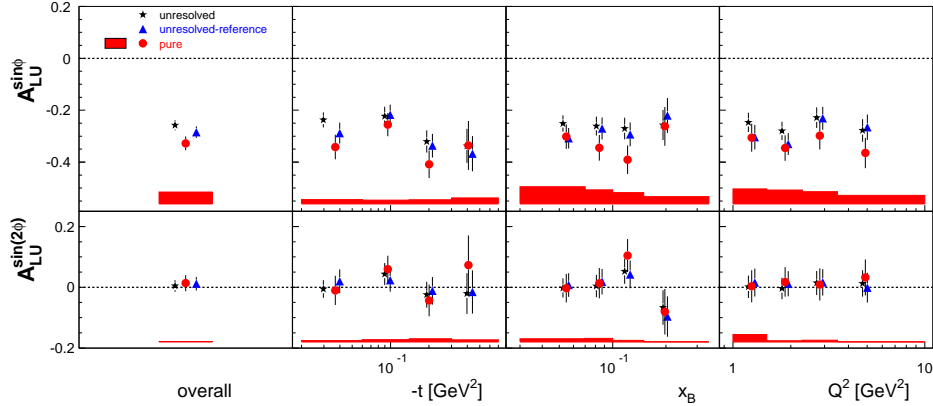 0.2
unresolved
unresolved-reference
pure
0
-0.2
-0.4
A_LU^sinϕ
0.2
0
-0.2
A_LU^sin(2ϕ)
10^-1
10^-1
1
10
overall
-t [GeV^2]
x_B
Q^2 [GeV^2]